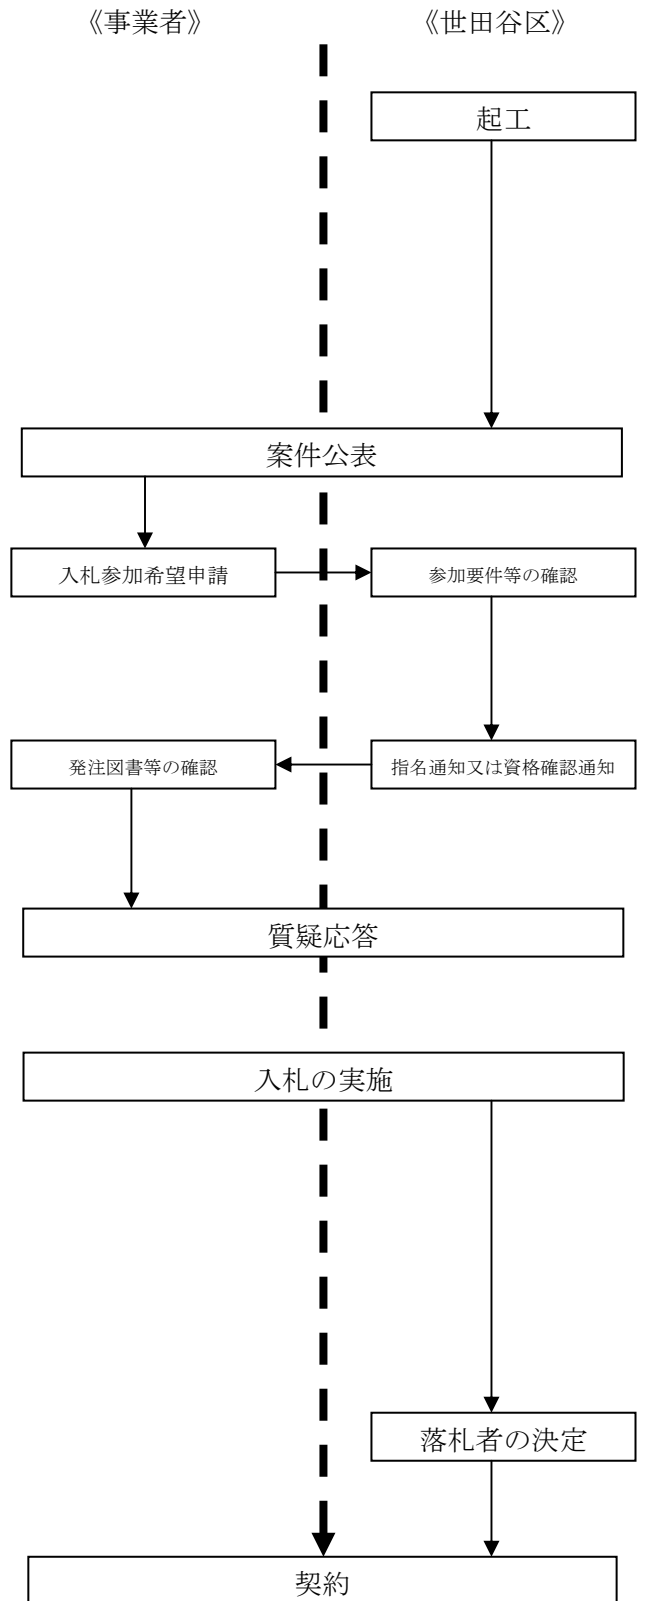 《事業者》
《世田谷区》
起工
案件公表
入札参加希望申請
参加要件等の確認
発注図書等の確認
指名通知又は資格確認通知
質疑応答
入札の実施
落札者の決定
契約